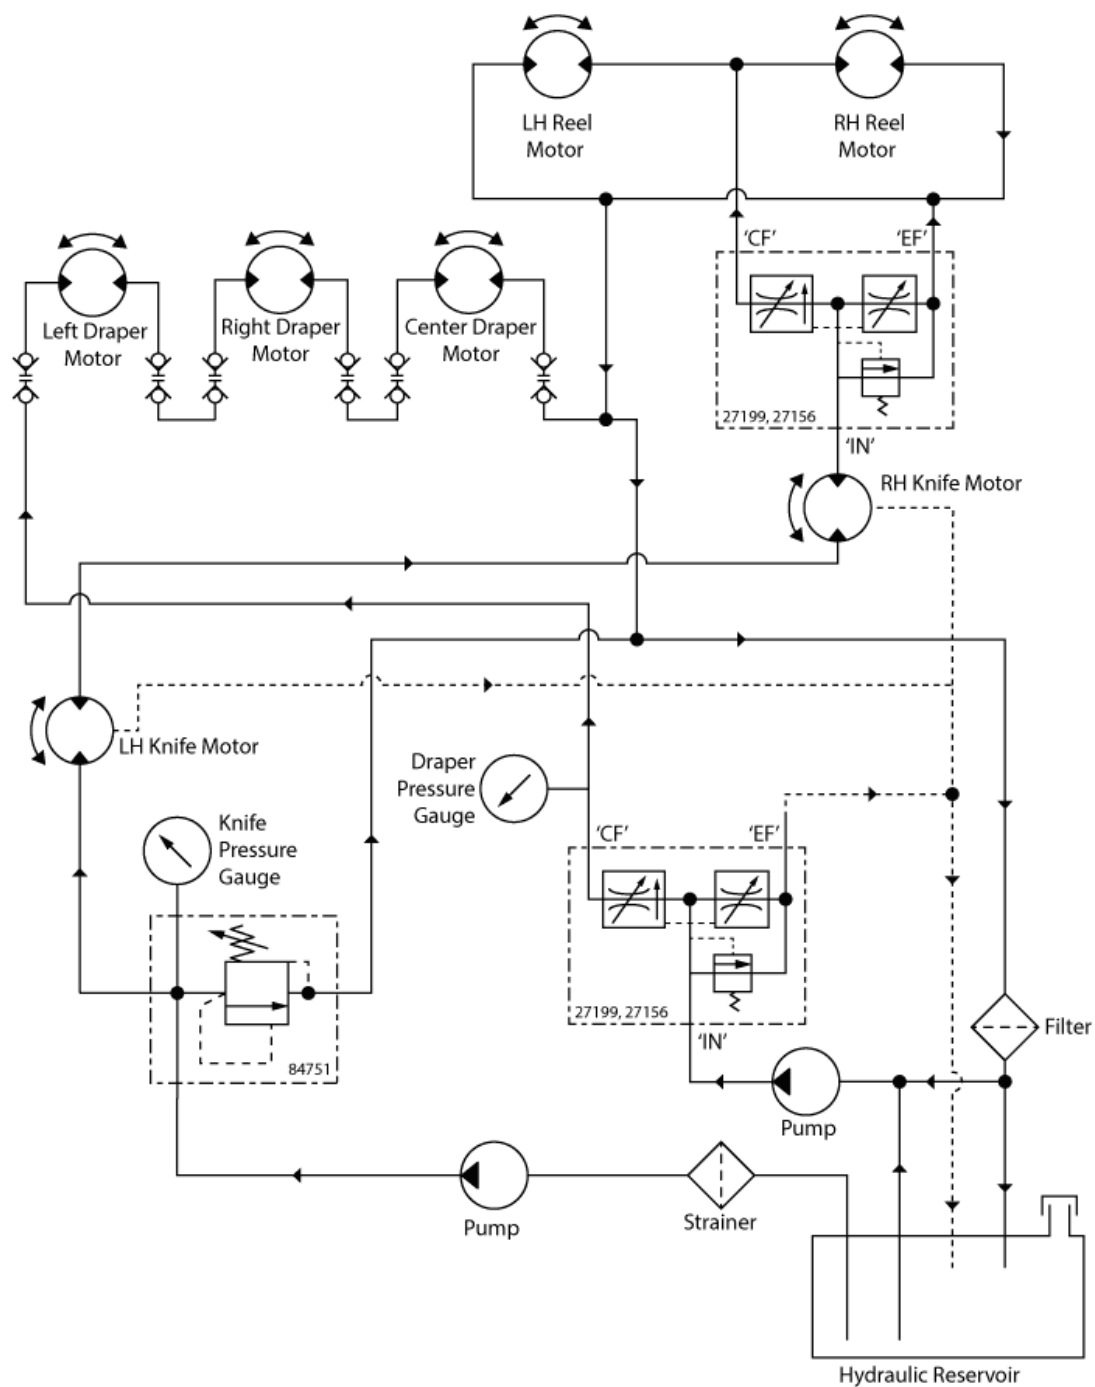 LH Reel
Motor
RH Reel
Motor
'CF'
'EF'
Left Draper
Motor
Right Draper
Motor
Center Draper
Motor
27199, 27156
'IN'
RH Knife Motor
LH Knife Motor
Draper
Pressure
Gauge
Knife
Pressure
Gauge
'CF'
'EF'
27199, 27156
'IN'
84751
Filter
Pump
Pump
Strainer
Hydraulic Reservoir